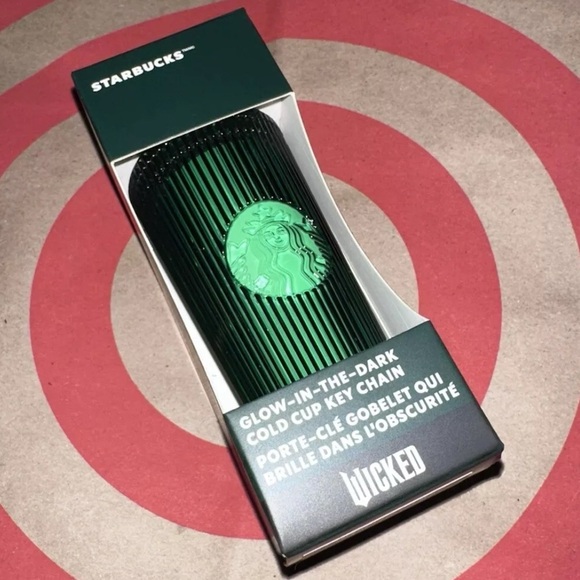 STARBUCKS
GLOW-IN-THE-DARK
COLD CUP KEY CHAIN
PORTE-CLÉ GOBELET QUI
BRILLE DANS L'OBSCURITÉ
WICKED